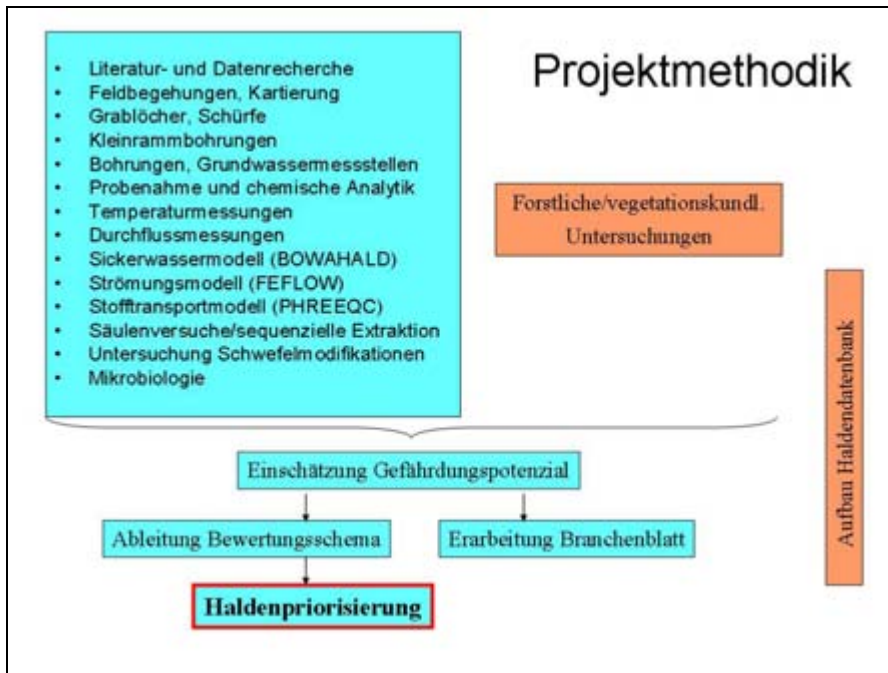 Projektmethodik
• Literatur- und Datenrecherche
• Feldbegehungen, Kartierung
• Grablöcher, Schürfe
• Kleinrammbohrungen
• Bohrungen, Grundwassermessstellen
• Probenahme und chemische Analytik
• Temperaturmessungen
• Durchflussmessungen
• Sickerwassermodell (BOWAHALD)
• Strömungsmodell (FEFLOW)
• Stofftransportmodell (PHREEQC)
• Säulenversuche/sequenzielle Extraktion
• Untersuchung Schwefelmodifikationen
• Mikrobiologie
Forstliche/vegetationskundl.
Untersuchungen
Aufbau Haldendatenbank
Einschätzung Gefährdungspotenzial
Ableitung Bewertungsschema
Erarbeitung Branchenblatt
Haldenpriorisierung